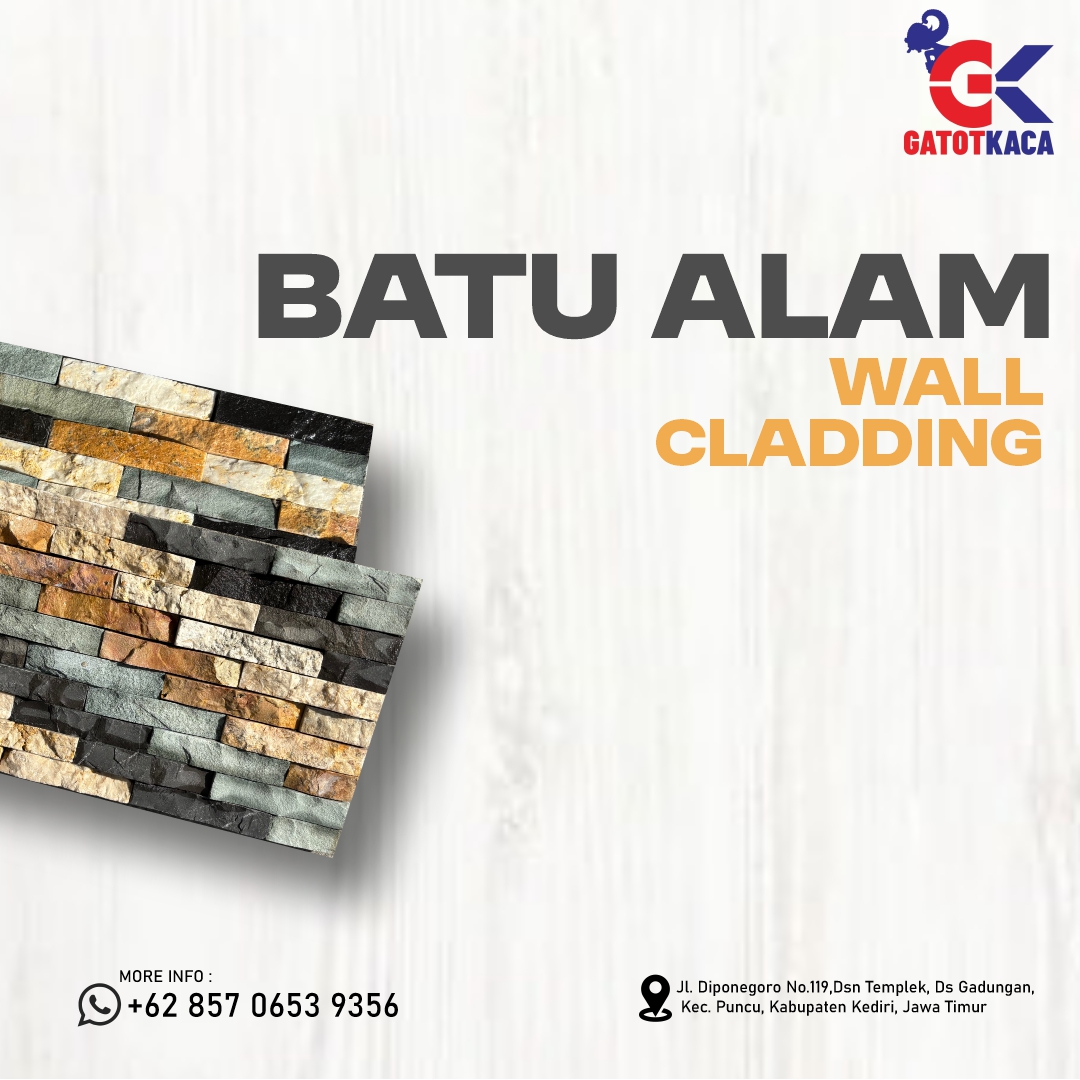 GK
GATOTKACA
BATU ALAM
WALL
CLADDING
MORE INFO :
+62 857 0653 9356
Jl. Diponegoro No.119,Dsn Templek, Ds Gadungan,
Kec. Puncu, Kabupaten Kediri, Jawa Timur